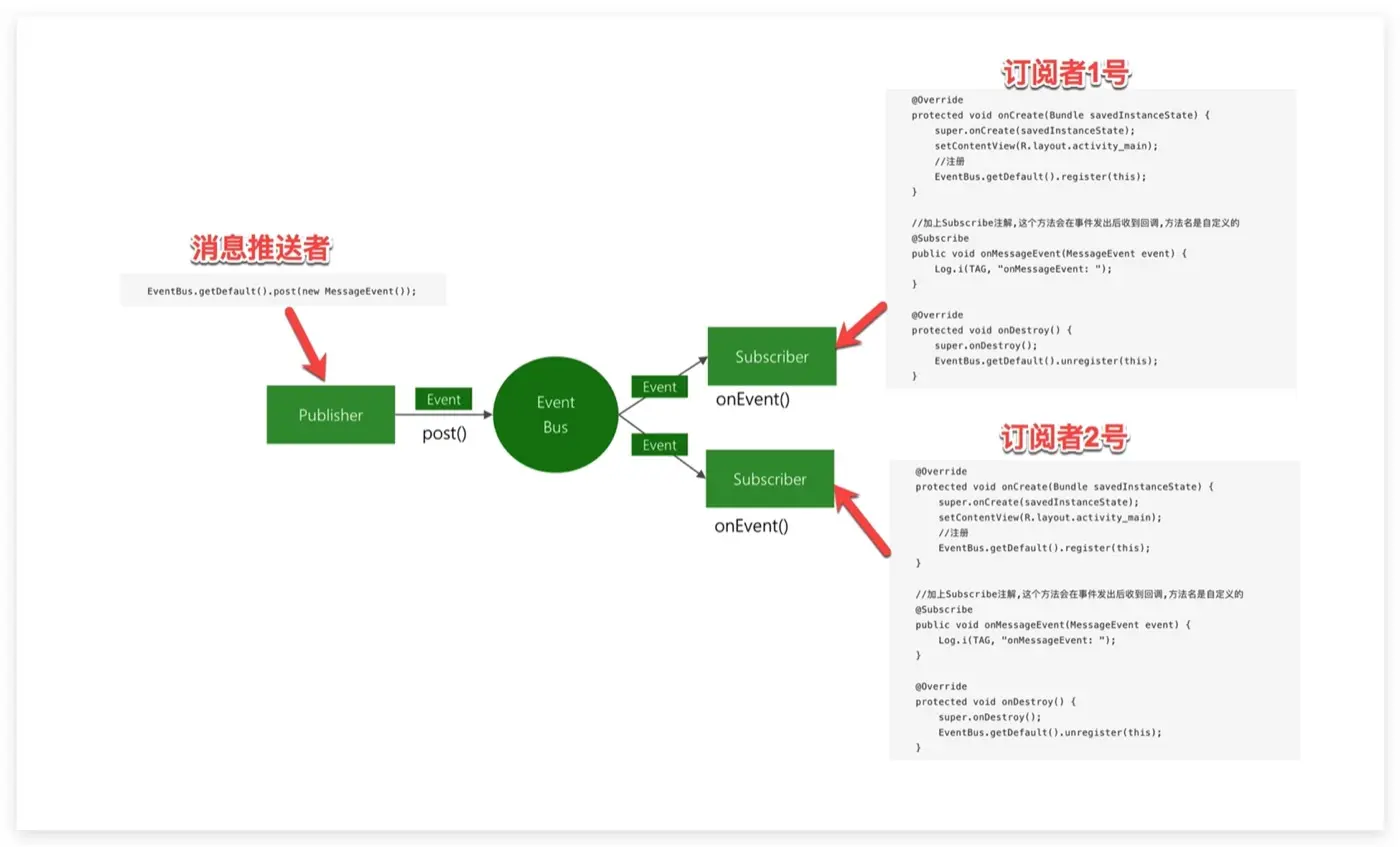 消息推送者
EventBus.getDefault().post(new MessageEvent());
Publisher
Event
post()
Event
Bus
Event
Event
Subscriber
onEvent()
Subscriber
onEvent()
订阅者1号
@Override
protected void onCreate(Bundle savedInstanceState) {
super.onCreate(savedInstanceState);
setContentView(R.layout.activity_main);
//注册
EventBus.getDefault().register(this);
}
//加上Subscribe注解,这个方法会在事件发出后收到回调,方法名是自定义的
@Subscribe
public void onMessageEvent(MessageEvent event) {
Log.i(TAG, "onMessageEvent: ");
}
@Override
protected void onDestroy() {
super.onDestroy();
EventBus.getDefault().unregister(this);
}
订阅者2号
@Override
protected void onCreate(Bundle savedInstanceState) {
super.onCreate(savedInstanceState);
setContentView(R.layout.activity_main);
//注册
EventBus.getDefault().register(this);
}
//加上Subscribe注解,这个方法会在事件发出后收到回调,方法名是自定义的
@Subscribe
public void onMessageEvent(MessageEvent event) {
Log.i(TAG, "onMessageEvent: ");
}
@Override
protected void onDestroy() {
super.onDestroy();
EventBus.getDefault().unregister(this);
}